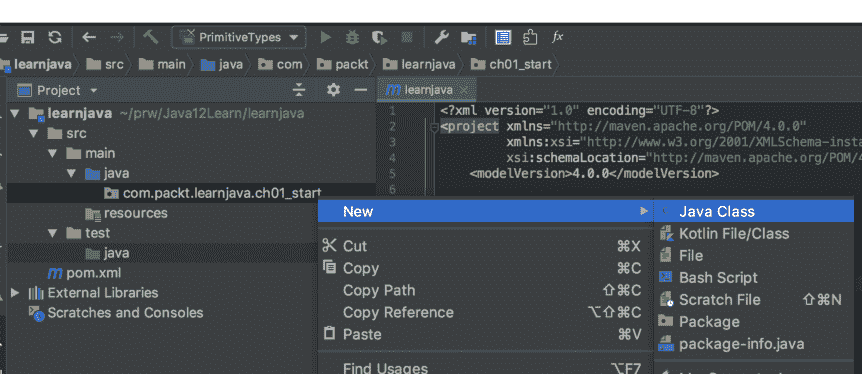 PrimitiveTypes
learnjava src main java com packt learnjava ch01_start
Project
learnjava
learnjava ~/prw/Java12Learn/learnjava
src
main
java
com.packt.learnjava.ch01_start
resources
test
java
pom.xml
External Libraries
Scratches and Consoles
1 <?xml version="1.0" encoding="UTF-8"?>
2 <project xmlns="http://maven.apache.org/POM/4.0.0"
3 xmlns:xsi="http://www.w3.org/2001/XMLSchema-insta
4 xsi:schemaLocation="http://maven.apache.org/POM/4
5 <modelVersion>4.0.0</modelVersion>
6
New
Cut ⌘X
Copy ⌘C
Copy Path ⇧⌘C
Copy Reference ⌥⇧⌘C
Paste ⌘V
Find Usages ⌥F7
Java Class
Kotlin File/Class
File
Bash Script
Scratch File ⇧⌘N
Package
package-info.java